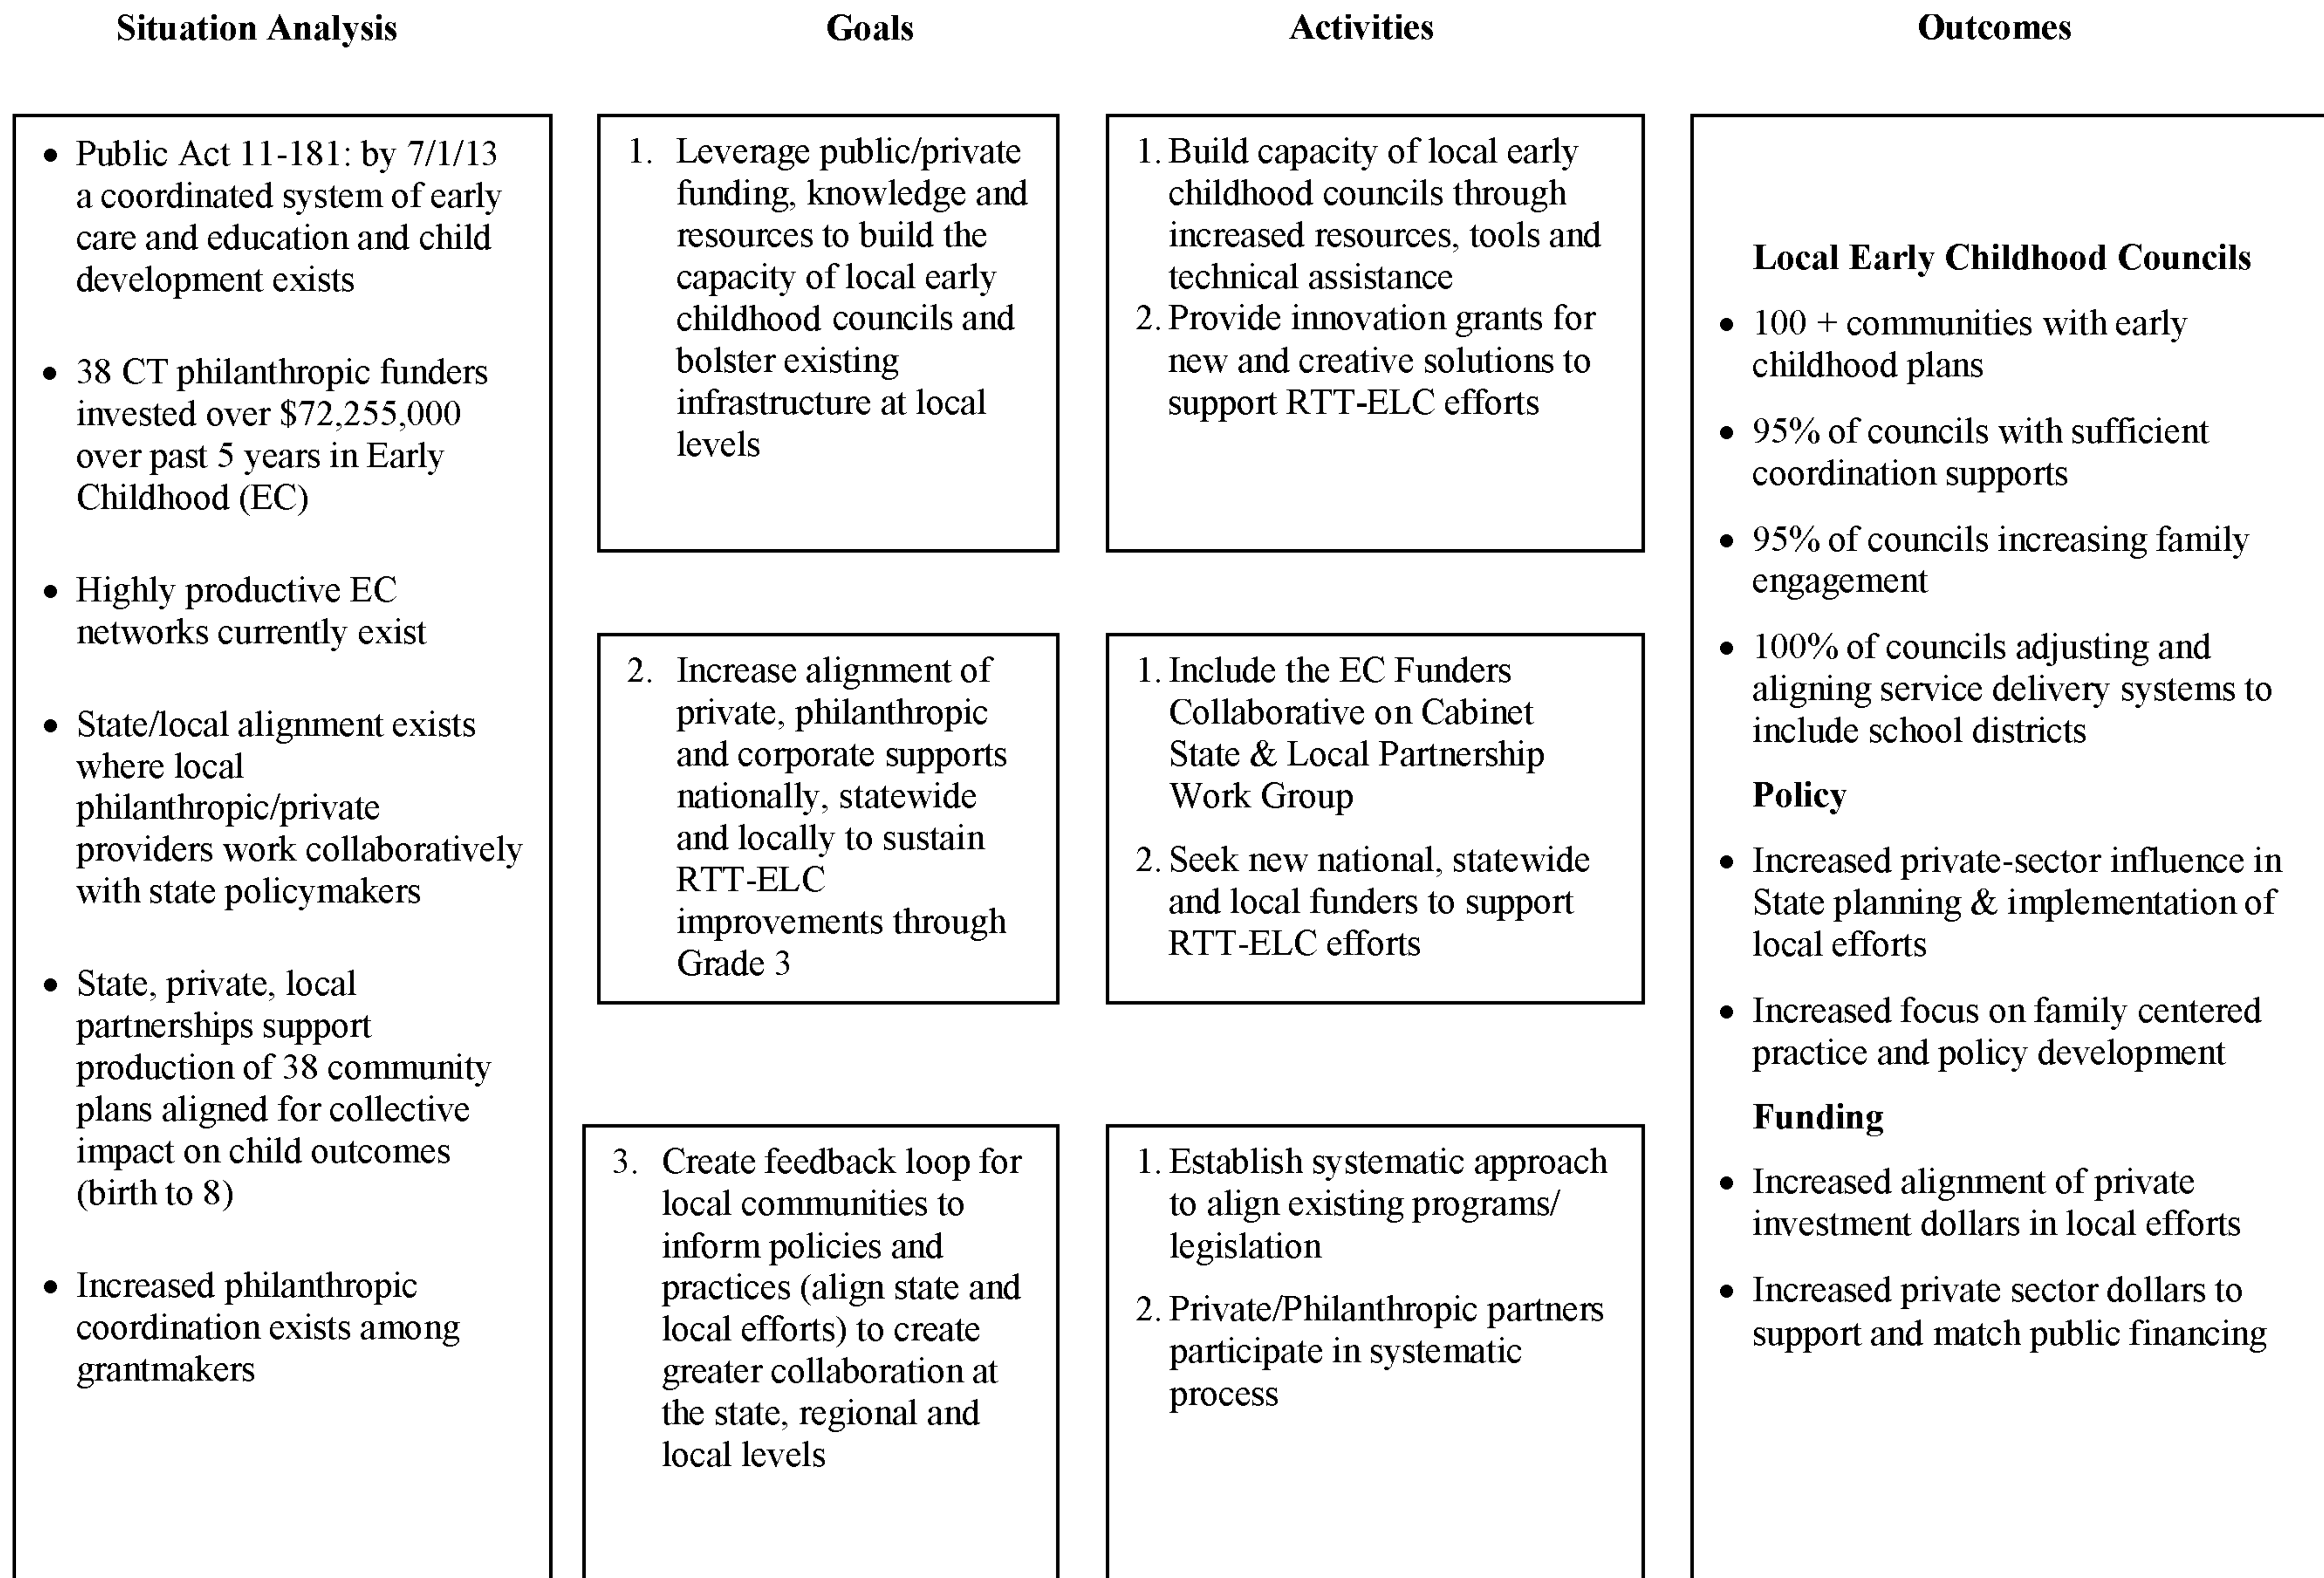 Situation Analysis
Goals
Activities
Outcomes
• Public Act 11-181: by 7/1/13
a coordinated system of early
care and education and child
development exists
• 38 CT philanthropic funders
invested over $72,255,000
over past 5 years in Early
Childhood (EC)
• Highly productive EC
networks currently exist
• State/local alignment exists
where local
philanthropic/private
providers work collaboratively
with state policymakers
• State, private, local
partnerships support
production of 38 community
plans aligned for collective
impact on child outcomes
(birth to 8)
• Increased philanthropic
coordination exists among
grantmakers
1. Leverage public/private
funding, knowledge and
resources to build the
capacity of local early
childhood councils and
bolster existing
infrastructure at local
levels
2. Increase alignment of
private, philanthropic
and corporate supports
nationally, statewide
and locally to sustain
RTT-ELC
improvements through
Grade 3
3. Create feedback loop for
local communities to
inform policies and
practices (align state and
local efforts) to create
greater collaboration at
the state, regional and
local levels
1. Build capacity of local early
childhood councils through
increased resources, tools and
technical assistance
2. Provide innovation grants for
new and creative solutions to
support RTT-ELC efforts
1. Include the EC Funders
Collaborative on Cabinet
State & Local Partnership
Work Group
2. Seek new national, statewide
and local funders to support
RTT-ELC efforts
1. Establish systematic approach
to align existing programs/
legislation
2. Private/Philanthropic partners
participate in systematic
process
Local Early Childhood Councils
• 100 + communities with early
childhood plans
• 95% of councils with sufficient
coordination supports
• 95% of councils increasing family
engagement
• 100% of councils adjusting and
aligning service delivery systems to
include school districts
Policy
• Increased private-sector influence in
State planning & implementation of
local efforts
• Increased focus on family centered
practice and policy development
Funding
• Increased alignment of private
investment dollars in local efforts
• Increased private sector dollars to
support and match public financing